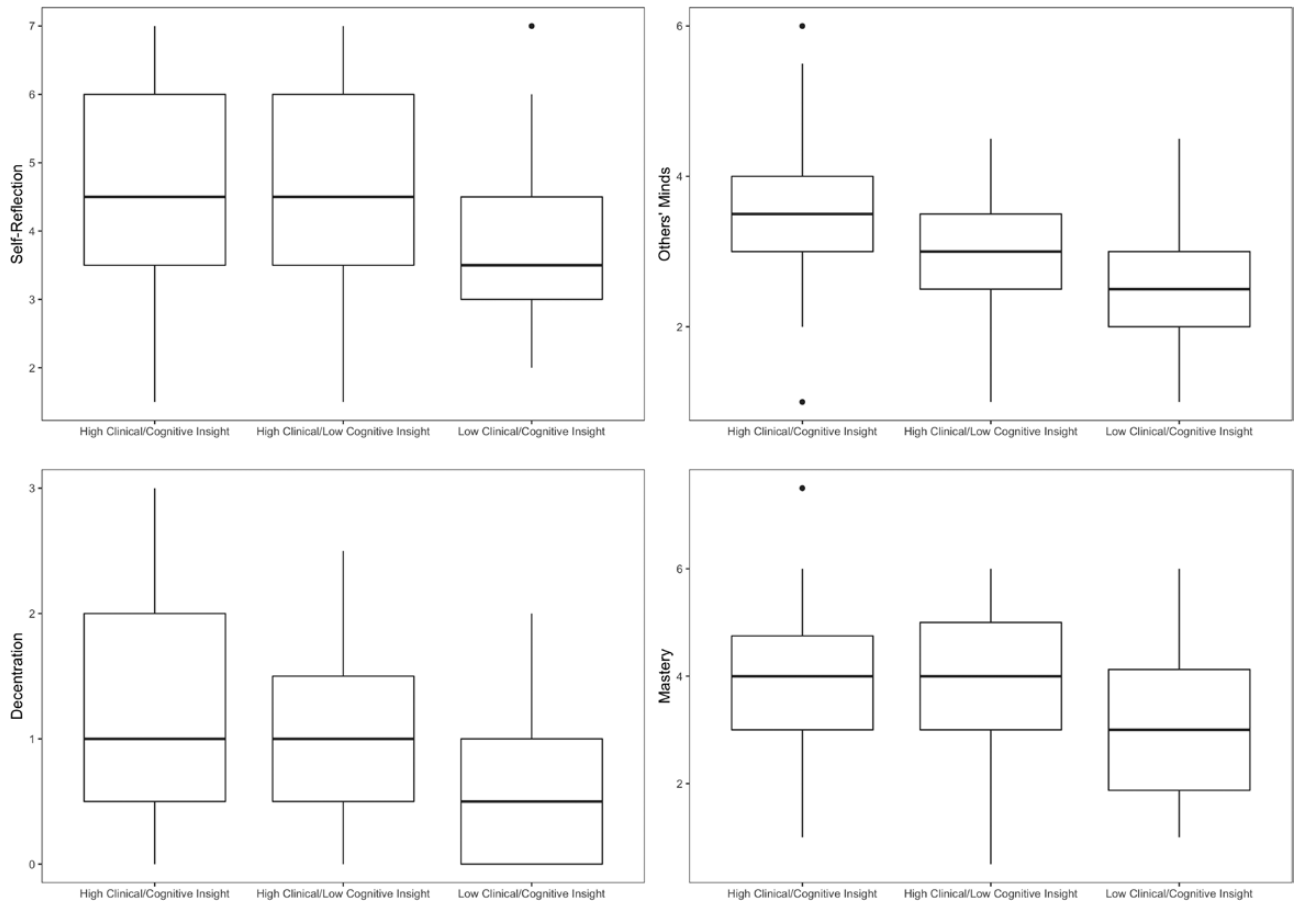 7
6
5
4
3
2
Self-Reflection
High Clinical/Cognitive Insight
High Clinical/Low Cognitive Insight
Low Clinical/Cognitive Insight
6
4
2
Others' Minds
High Clinical/Cognitive Insight
High Clinical/Low Cognitive Insight
Low Clinical/Cognitive Insight
3
2
1
0
Decentration
High Clinical/Cognitive Insight
High Clinical/Low Cognitive Insight
Low Clinical/Cognitive Insight
6
4
2
Mastery
High Clinical/Cognitive Insight
High Clinical/Low Cognitive Insight
Low Clinical/Cognitive Insight